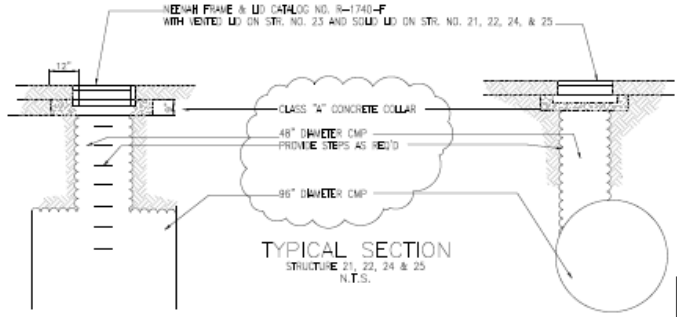 NEENAH FRAME & LID CATALOG NO. R-1740-F
WITH VENTED LID ON STR. NO. 23 AND SOLID LID ON STR. NO. 21, 22, 24, & 25
12"
CLASS "A" CONCRETE COLLAR
48" DIAMETER CMP
PROVIDE STEPS AS REQ'D
96" DIAMETER CMP
TYPICAL SECTION
STRUCTURE 21, 22, 24 & 25
N.T.S.